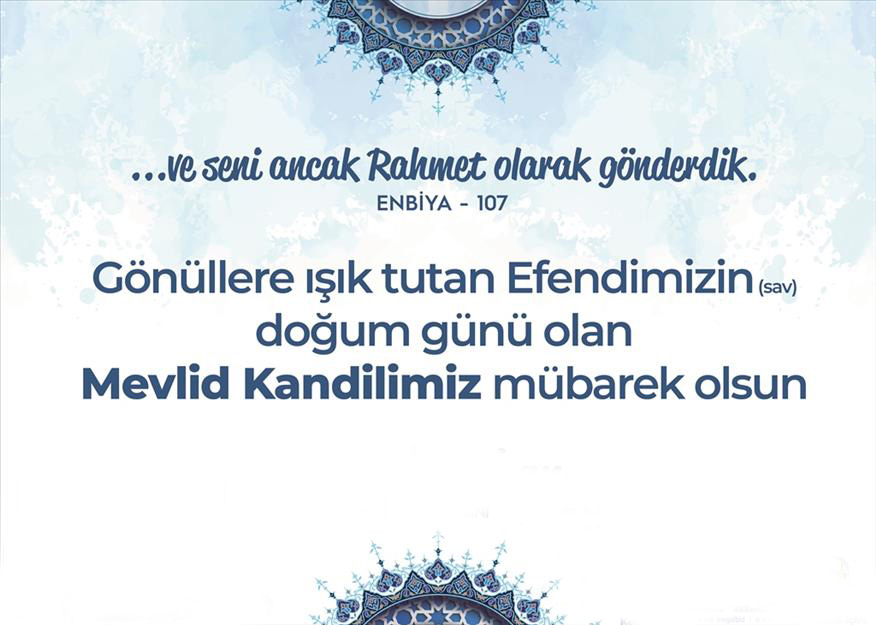 ...ve seni ancak Rahmet olarak gönderdik.
ENBİYA - 107
Gönüllere ışık tutan Efendimizin (sav)
doğum günü olan
Mevlid Kandilimiz mübarek olsun